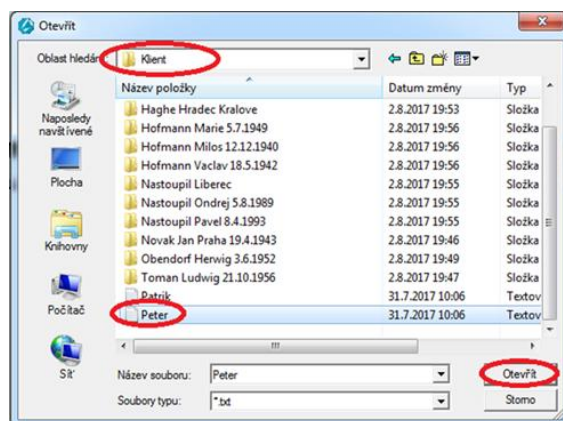 Otevřít
Oblast hledání: Klient
Název položky Datum změny Typ
Haghe Hradec Kralove 2.8.2017 19:53 Složka
Hofmann Marie 5.7.1949 2.8.2017 19:56 Složka
Hofmann Milos 12.12.1940 2.8.2017 19:56 Složka
Hofmann Vaclav 18.5.1942 2.8.2017 19:56 Složka
Nastoupil Liberec 2.8.2017 19:55 Složka
Nastoupil Ondrej 5.8.1989 2.8.2017 19:55 Složka
Nastoupil Pavel 8.4.1993 2.8.2017 19:55 Složka
Novak Jan Praha 19.4.1943 2.8.2017 19:46 Složka
Obendorf Herwig 3.6.1952 2.8.2017 19:49 Složka
Toman Ludwig 21.10.1956 2.8.2017 19:47 Složka
Patrik 31.7.2017 10:06 Textov
Peter 31.7.2017 10:06 Textov
Naposledy
navštívené
Plocha
Knihovny
Počítač
Síť
Název souboru: Peter Otevřít
Soubory typu: *.txt Storno